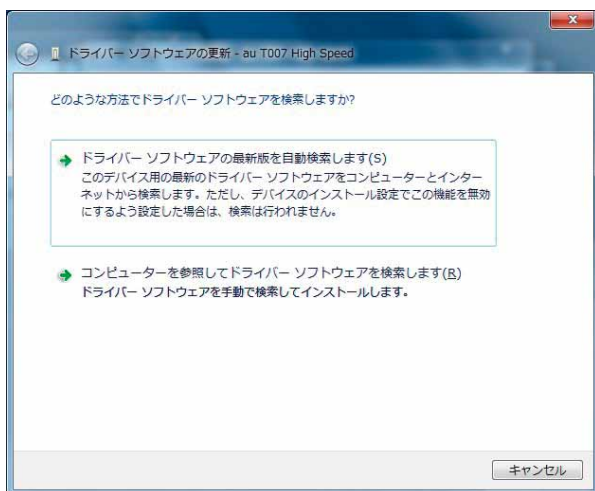 ドライバー ソフトウェアの更新 - au T007 High Speed
どのような方法でドライバー ソフトウェアを検索しますか?
ドライバー ソフトウェアの最新版を自動検索します(S)
このデバイス用の最新のドライバー ソフトウェアをコンピューターとインター
ネットから検索します。ただし、デバイスのインストール設定でこの機能を無効
にするよう設定した場合は、検索は行われません。
コンピューターを参照してドライバー ソフトウェアを検索します(R)
ドライバー ソフトウェアを手動で検索してインストールします。
キャンセル